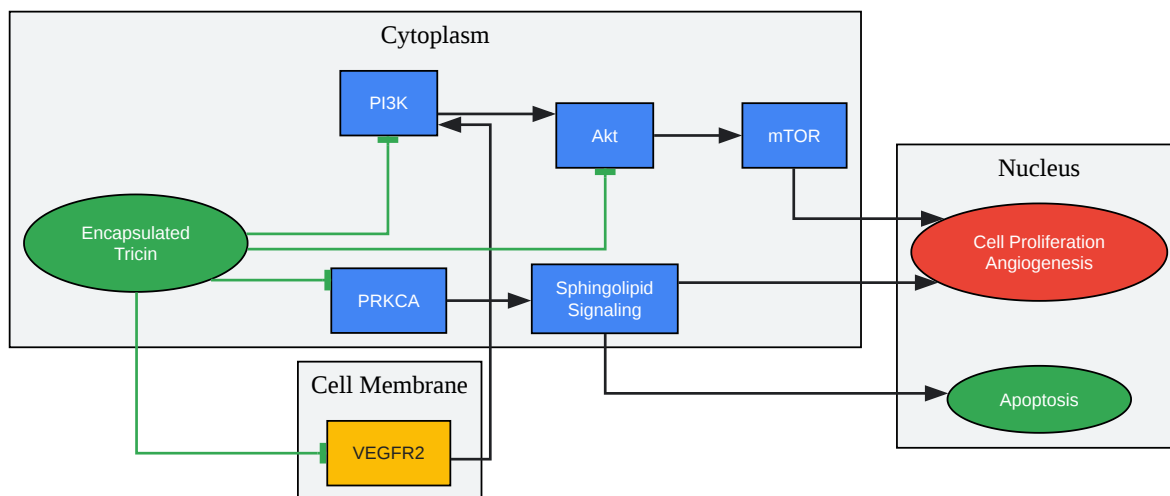 Cytoplasm
PI3K
Akt
mTOR
Nucleus
Encapsulated
Tricin
Cell Proliferation
Angiogenesis
PRKCA
Sphingolipid
Signaling
Cell Membrane
Apoptosis
VEGFR2